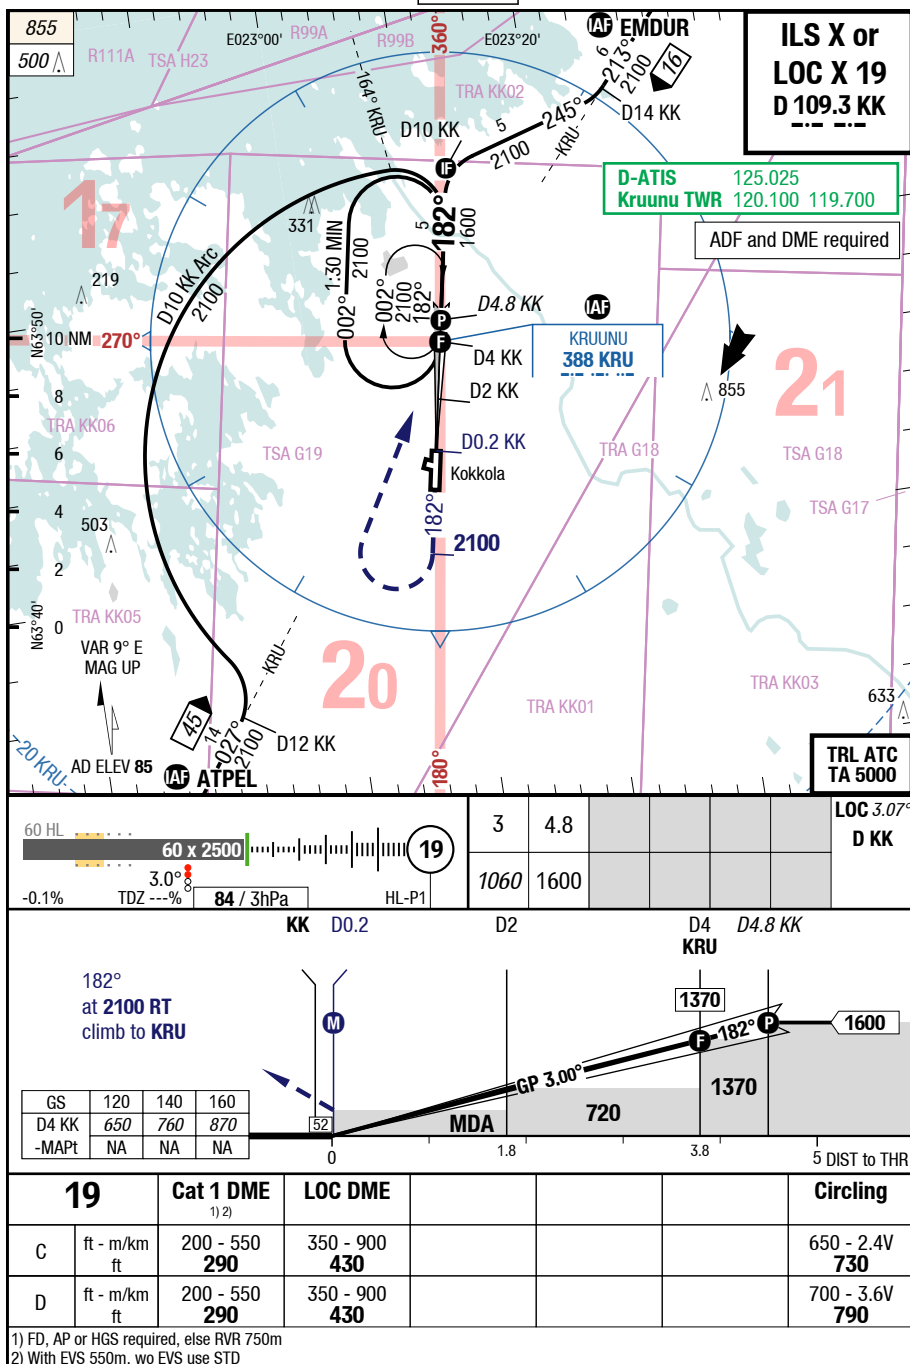 855
500
R111A
TSA H23
R99A
E023°00'
R99B
360°
E023°20'
IAF EMDUR
6
213°
2100
16
ILS X or
LOC X 19
D 109.3 KK
TRA KK02
164° KRU
D10 KK
5
245°
2100
KRU
D14 KK
IF
D-ATIS 125.025
Kruunu TWR 120.100 119.700
ADF and DME required
17
331
219
D10 KK Arc
2100
1:30 MIN
2100
002°
002°
2100
182°
5
182°
1600
P
D4.8 KK
IAF
KRUUNU
388 KRU
F
D4 KK
D2 KK
N63°50'
10 NM 270°
8
6
4
2
0
N63°40'
TRA KK06
TSA G19
D0.2 KK
Kokkola
TRA G18
855
21
TSA G18
TSA G17
503
182°
2100
TRA KK05
VAR 9° E
MAG UP
20
KRU
TRA KK01
TRA KK03
633
20 KRU
AD ELEV 85
45
14
027°
2100
D12 KK
IAF ATPEL
180°
TRL ATC
TA 5000
60 HL
60 x 2500
19
3.0°
-0.1%
TDZ ---%
84 / 3hPa
HL-P1
3 4.8
1060 1600
LOC 3.07°
D KK
KK D0.2 D2 D4 D4.8 KK
KRU
182°
at 2100 RT
climb to KRU
M
1370
F
182°
P
1600
GP 3.00°
1370
720
MDA
52
GS 120 140 160
D4 KK 650 760 870
-MAPt NA NA NA
0 1.8 3.8 5 DIST to THR
19 Cat 1 DME LOC DME Circling
1) 2)
C ft - m/km 200 - 550 350 - 900 650 - 2.4V
ft 290 430 730
D ft - m/km 200 - 550 350 - 900 700 - 3.6V
ft 290 430 790
1) FD, AP or HGS required, else RVR 750m
2) With EVS 550m, wo EVS use STD